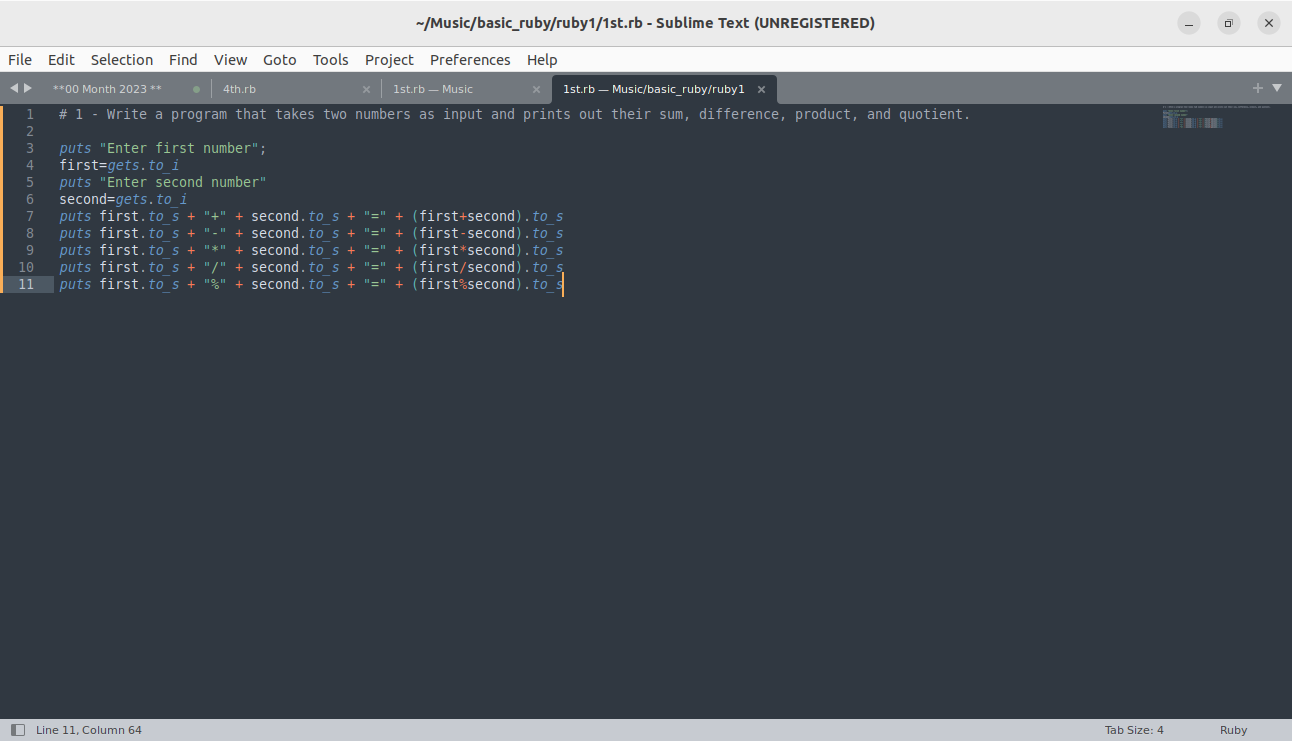 ~/Music/basic_ruby/ruby1/1st.rb - Sublime Text (UNREGISTERED)
File Edit Selection Find View Goto Tools Project Preferences Help
**00 Month 2023 ** 4th.rb 1st.rb — Music 1st.rb — Music/basic_ruby/ruby1
1 # 1 - Write a program that takes two numbers as input and prints out their sum, difference, product, and quotient.
2
3 puts "Enter first number";
4 first=gets.to_i
5 puts "Enter second number"
6 second=gets.to_i
7 puts first.to_s + "+" + second.to_s + "=" + (first+second).to_s
8 puts first.to_s + "-" + second.to_s + "=" + (first-second).to_s
9 puts first.to_s + "*" + second.to_s + "=" + (first*second).to_s
10 puts first.to_s + "/" + second.to_s + "=" + (first/second).to_s
11 puts first.to_s + "%" + second.to_s + "=" + (first%second).to_s
Line 11, Column 64 Tab Size: 4 Ruby